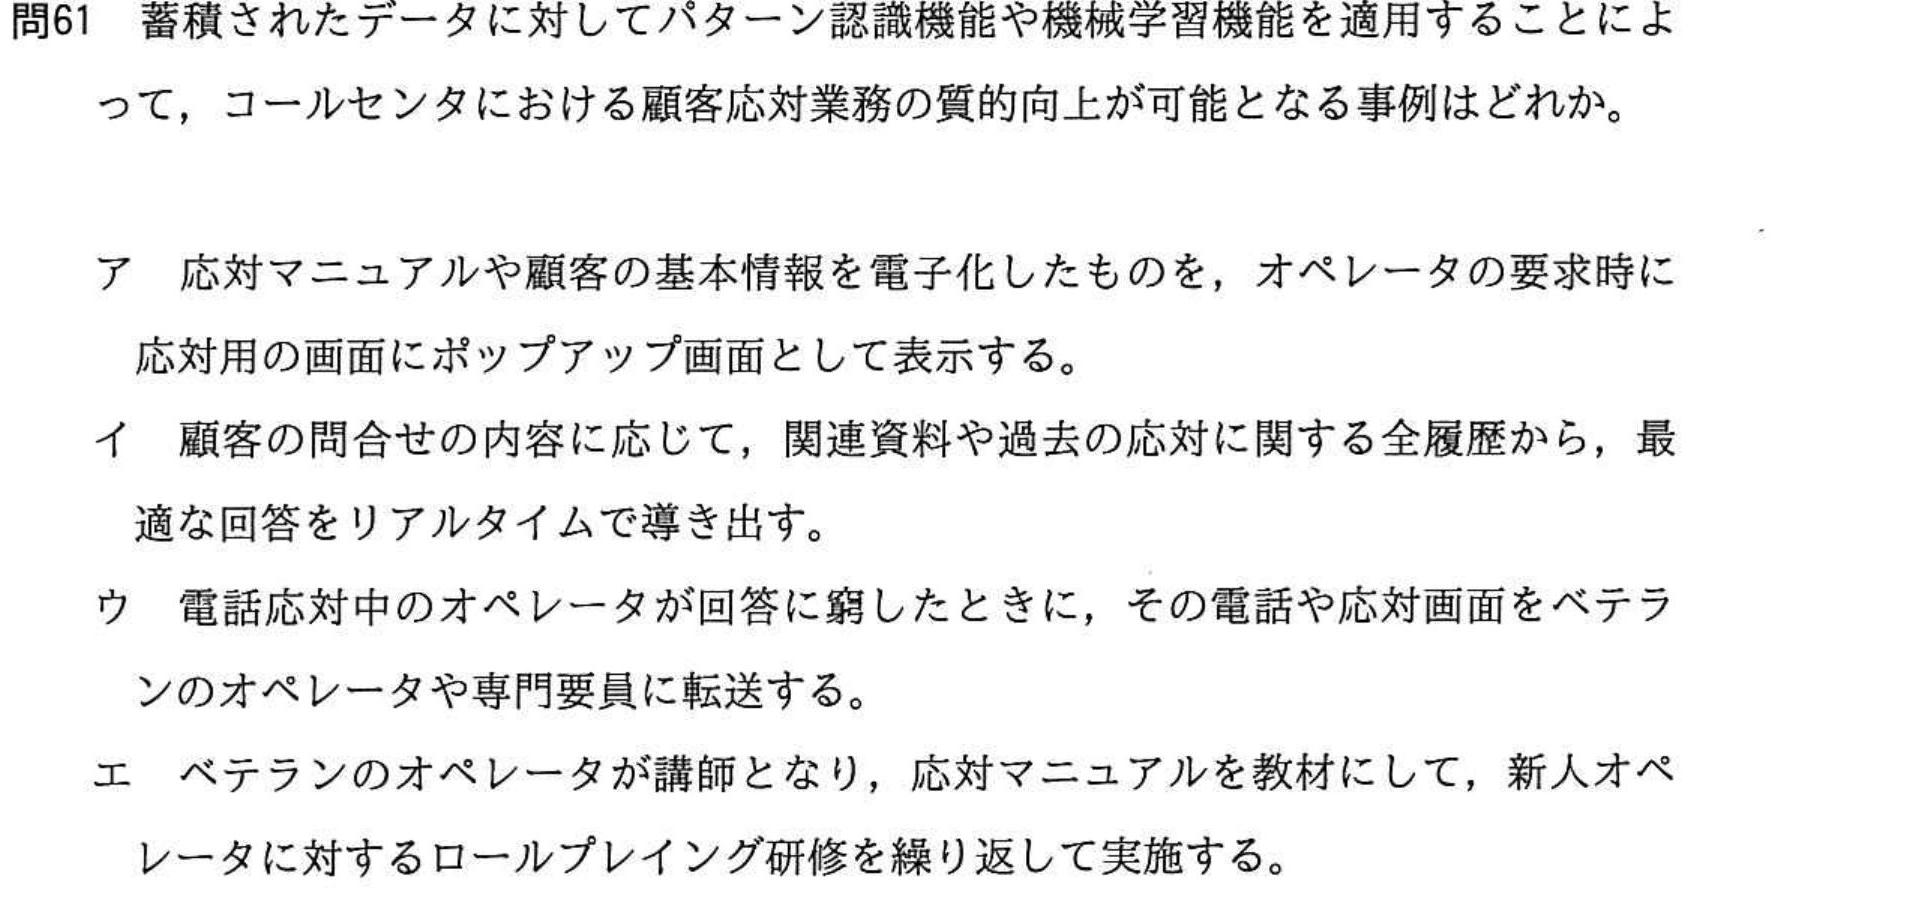 問61　蓄積されたデータに対してパターン認識機能や機械学習機能を適用することによ
って，コールセンタにおける顧客応対業務の質的向上が可能となる事例はどれか。
ア　応対マニュアルや顧客の基本情報を電子化したものを，オペレータの要求時に
応対用の画面にポップアップ画面として表示する。
イ　顧客の問合せの内容に応じて，関連資料や過去の応対に関する全履歴から，最
適な回答をリアルタイムで導き出す。
ウ　電話応対中のオペレータが回答に窮したときに，その電話や応対画面をベテラ
ンのオペレータや専門要員に転送する。
エ　ベテランのオペレータが講師となり，応対マニュアルを教材にして，新人オペ
レータに対するロールプレイング研修を繰り返して実施する。